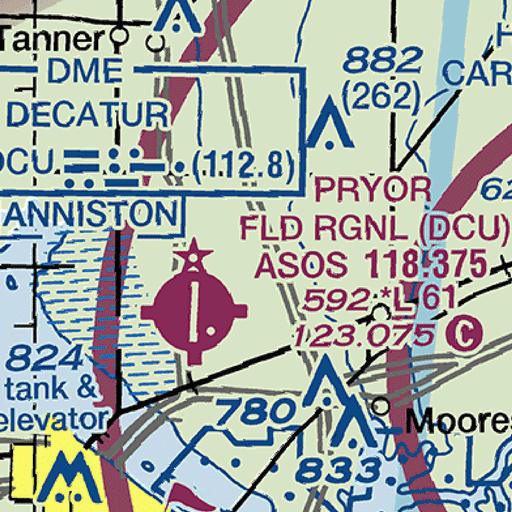 Tanner
H
DME
882
CAR
(262)
DECATUR
DCU (112.8)
PRYOR
62
ANNISTON
FLD RGNL (DCU)
ASOS 118.375
592 *L 61
123.075 C
824
tank &
elevator
780
Moores
833